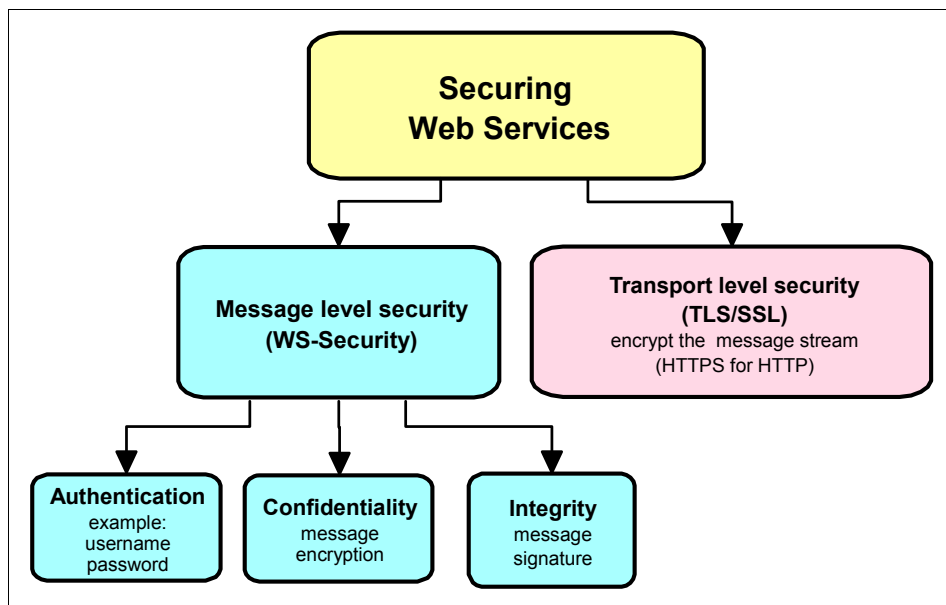 Securing
Web Services
Message level security
(WS-Security)
Transport level security
(TLS/SSL)
encrypt the message stream
(HTTPS for HTTP)
Authentication
example:
username
password
Confidentiality
message
encryption
Integrity
message
signature